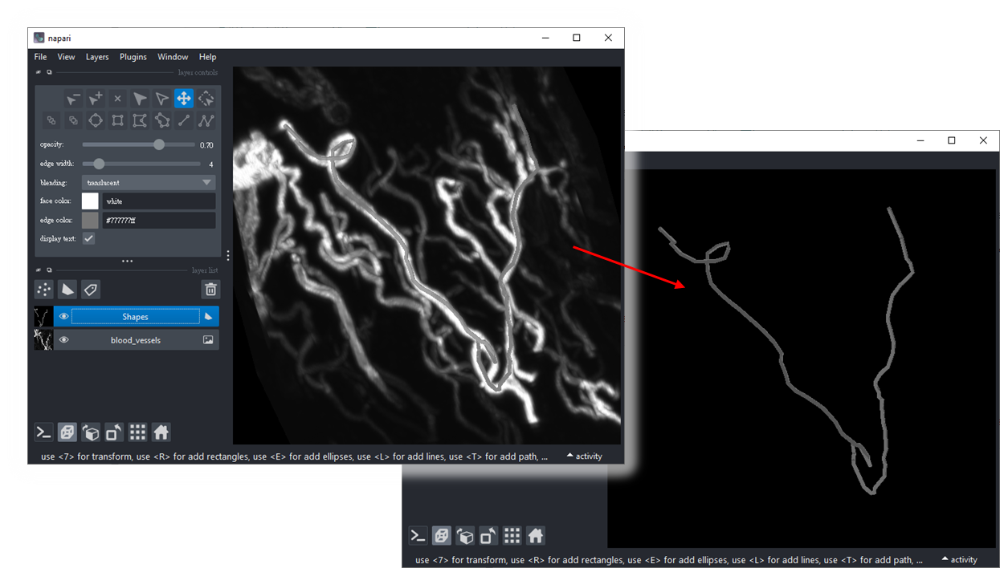 napari
File View Layers Plugins Window Help
layer controls
opacity: 0.70
edge width: 4
blending: translucent
face color: white
edge color: #777777ff
display text:
layer list
Shapes
blood_vessels
use <7> for transform, use <R> for add rectangles, use <E> for add ellipses, use <L> for add lines, use <T> for add path, ... activity
use <7> for transform, use <R> for add rectangles, use <E> for add ellipses, use <L> for add lines, use <T> for add path, ... activity